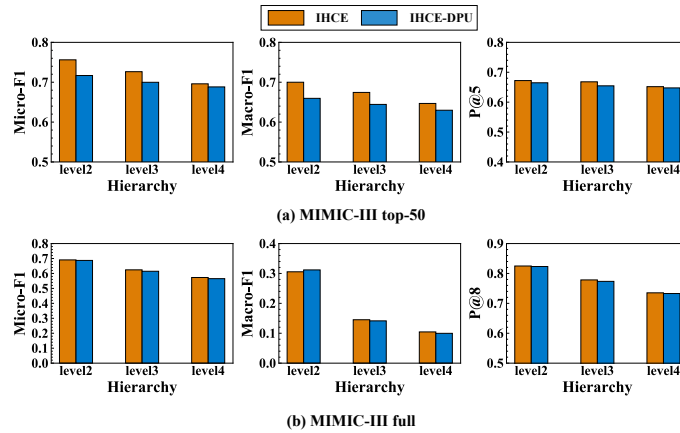 IHCE IHCE-DPU
0.8
0.7
0.6
0.5
Micro-F1
level2 level3 level4
Hierarchy
0.8
0.7
0.6
0.5
Macro-F1
level2 level3 level4
Hierarchy
0.8
0.7
0.6
0.5
0.4
P@5
level2 level3 level4
Hierarchy
(a) MIMIC-III top-50
0.8
0.7
0.6
0.5
0.4
0.3
0.2
0.1
0.0
Micro-F1
level2 level3 level4
Hierarchy
0.4
0.3
0.2
0.1
0.0
Macro-F1
level2 level3 level4
Hierarchy
0.9
0.8
0.7
0.6
0.5
P@8
level2 level3 level4
Hierarchy
(b) MIMIC-III full